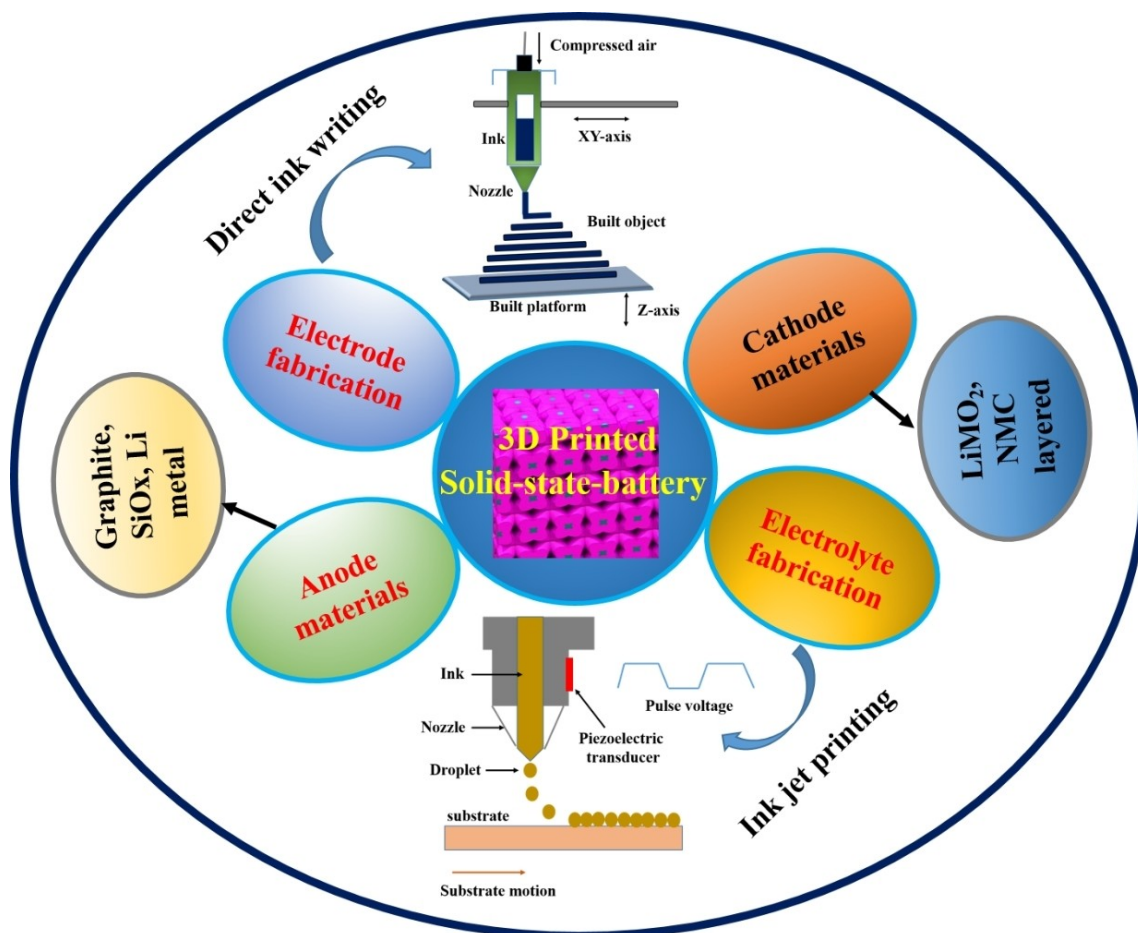 Compressed air
XY-axis
Ink
Nozzle
Built object
Built platform
Z-axis
Direct ink writing
Electrode
fabrication
Cathode
materials
LiMO₂,
NMC
layered
3D Printed
Solid-state-battery
Graphite,
SiOx, Li
metal
Anode
materials
Electrolyte
fabrication
Ink
Nozzle
Droplet
Pulse voltage
Piezoelectric
transducer
substrate
Substrate motion
Ink jet printing